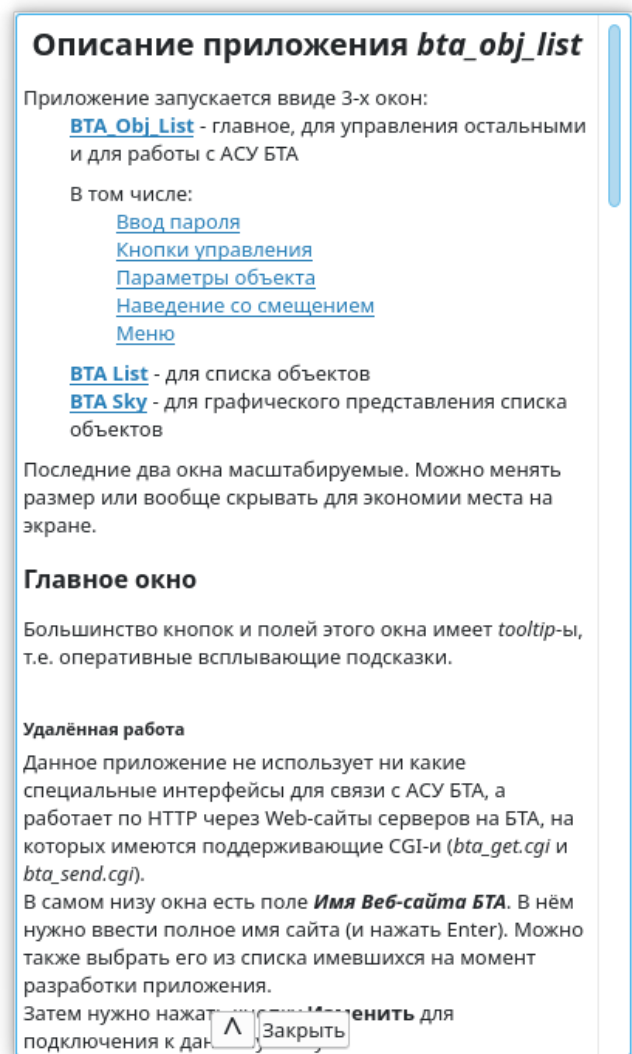 Описание приложения bta_obj_list
Приложение запускается ввиде 3-х окон:
BTA_Obj_List - главное, для управления остальными
и для работы с АСУ БТА
В том числе:
Ввод пароля
Кнопки управления
Параметры объекта
Наведение со смещением
Меню
BTA List - для списка объектов
BTA Sky - для графического представления списка
объектов
Последние два окна масштабируемые. Можно менять
размер или вообще скрывать для экономии места на
экране.
Главное окно
Большинство кнопок и полей этого окна имеет tooltip-ы,
т.е. оперативные всплывающие подсказки.
Удалённая работа
Данное приложение не использует ни какие
специальные интерфейсы для связи с АСУ БТА, а
работает по HTTP через Web-сайты серверов на БТА, на
которых имеются поддерживающие CGI-и (bta_get.cgi и
bta_send.cgi).
В самом низу окна есть поле Имя Веб-сайта БТА. В нём
нужно ввести полное имя сайта (и нажать Enter). Можно
также выбрать его из списка имевшихся на момент
разработки приложения.
Затем нужно для
подключения к
^ Закрыть